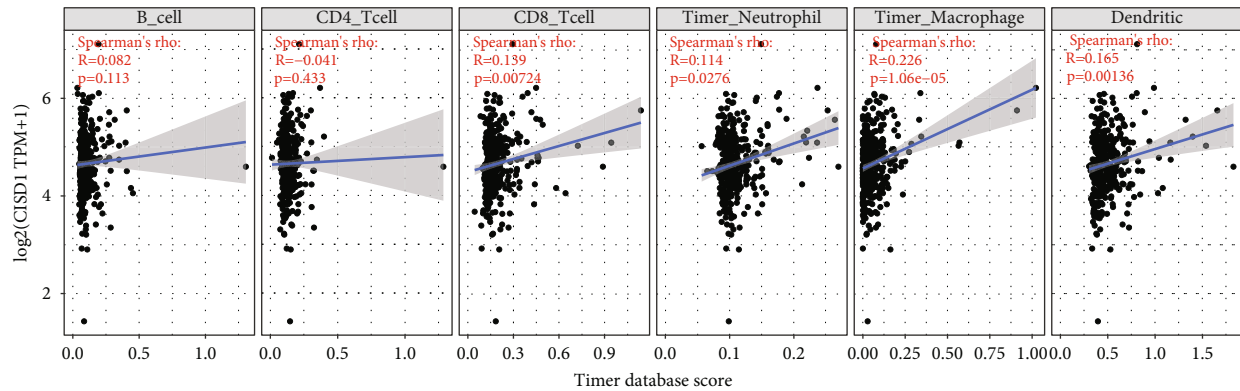 B_cell CD4_Tcell CD8_Tcell Timer_Neutrophil Timer_Macrophage Dendritic
Spearman's rho: Spearman's rho: Spearman's rho: Spearman's rho: Spearman's rho: Spearman's rho:
R=0.082 R=−0.041 R=0.139 R=0.114 R=0.226 R=0.165
p=0.113 p=0.433 p=0.00724 p=0.0276 p=1.06e−05 p=0.00136
log2(CISD1 TPM+1)
6
4
2
0.0 0.5 1.0 0.0 0.5 1.0 0.0 0.3 0.6 0.9 0.1 0.2 0.00 0.25 0.50 0.75 1.00 0.0 0.5 1.0 1.5
Timer database score